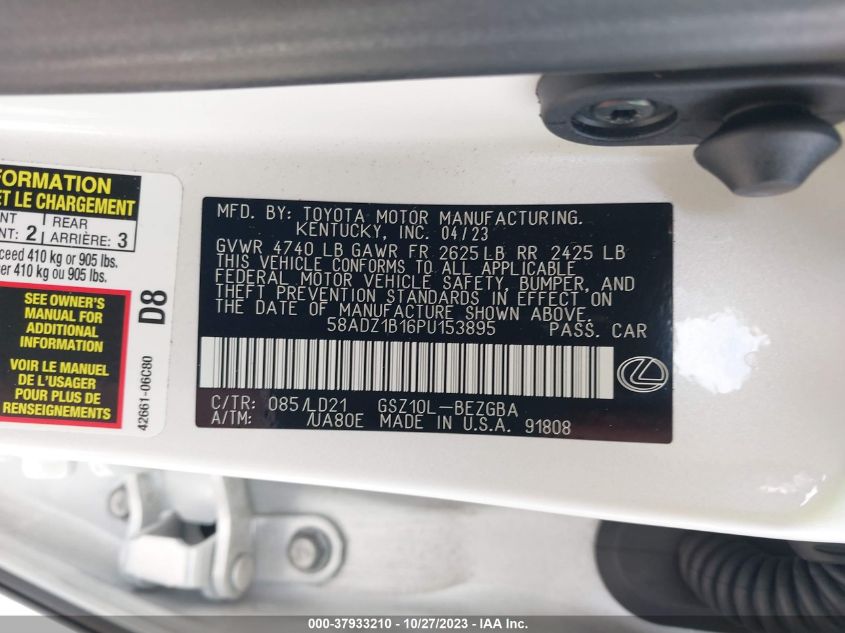 FORMATION
ET LE CHARGEMENT
REAR
2
ARRIÈRE: 3
410 kg or 905 lbs.
410 kg ou 905 lbs.
SEE OWNER'S
MANUAL FOR
ADDITIONAL
INFORMATION
VOIR LE MANUEL
DE L'USAGER
POUR PLUS DE
RENSEIGNEMENTS
D8
42661-06C80
MFD. BY: TOYOTA MOTOR MANUFACTURING.
KENTUCKY, INC. 04/23
GVWR 4740 LB GAWR FR 2625 LB RR 2425 LB
THIS VEHICLE CONFORMS TO ALL APPLICABLE
FEDERAL MOTOR VEHICLE SAFETY, BUMPER, AND
THEFT PREVENTION STANDARDS IN EFFECT ON
THE DATE OF MANUFACTURE SHOWN ABOVE.
58ADZ1B16PU153895 PASS. CAR
C/TR: 085/LD21 GSZ10L-BEZGBA
A/TM: /UA80E MADE IN U.S.A. 91808
000-37933210 - 10/27/2023 - IAA Inc.